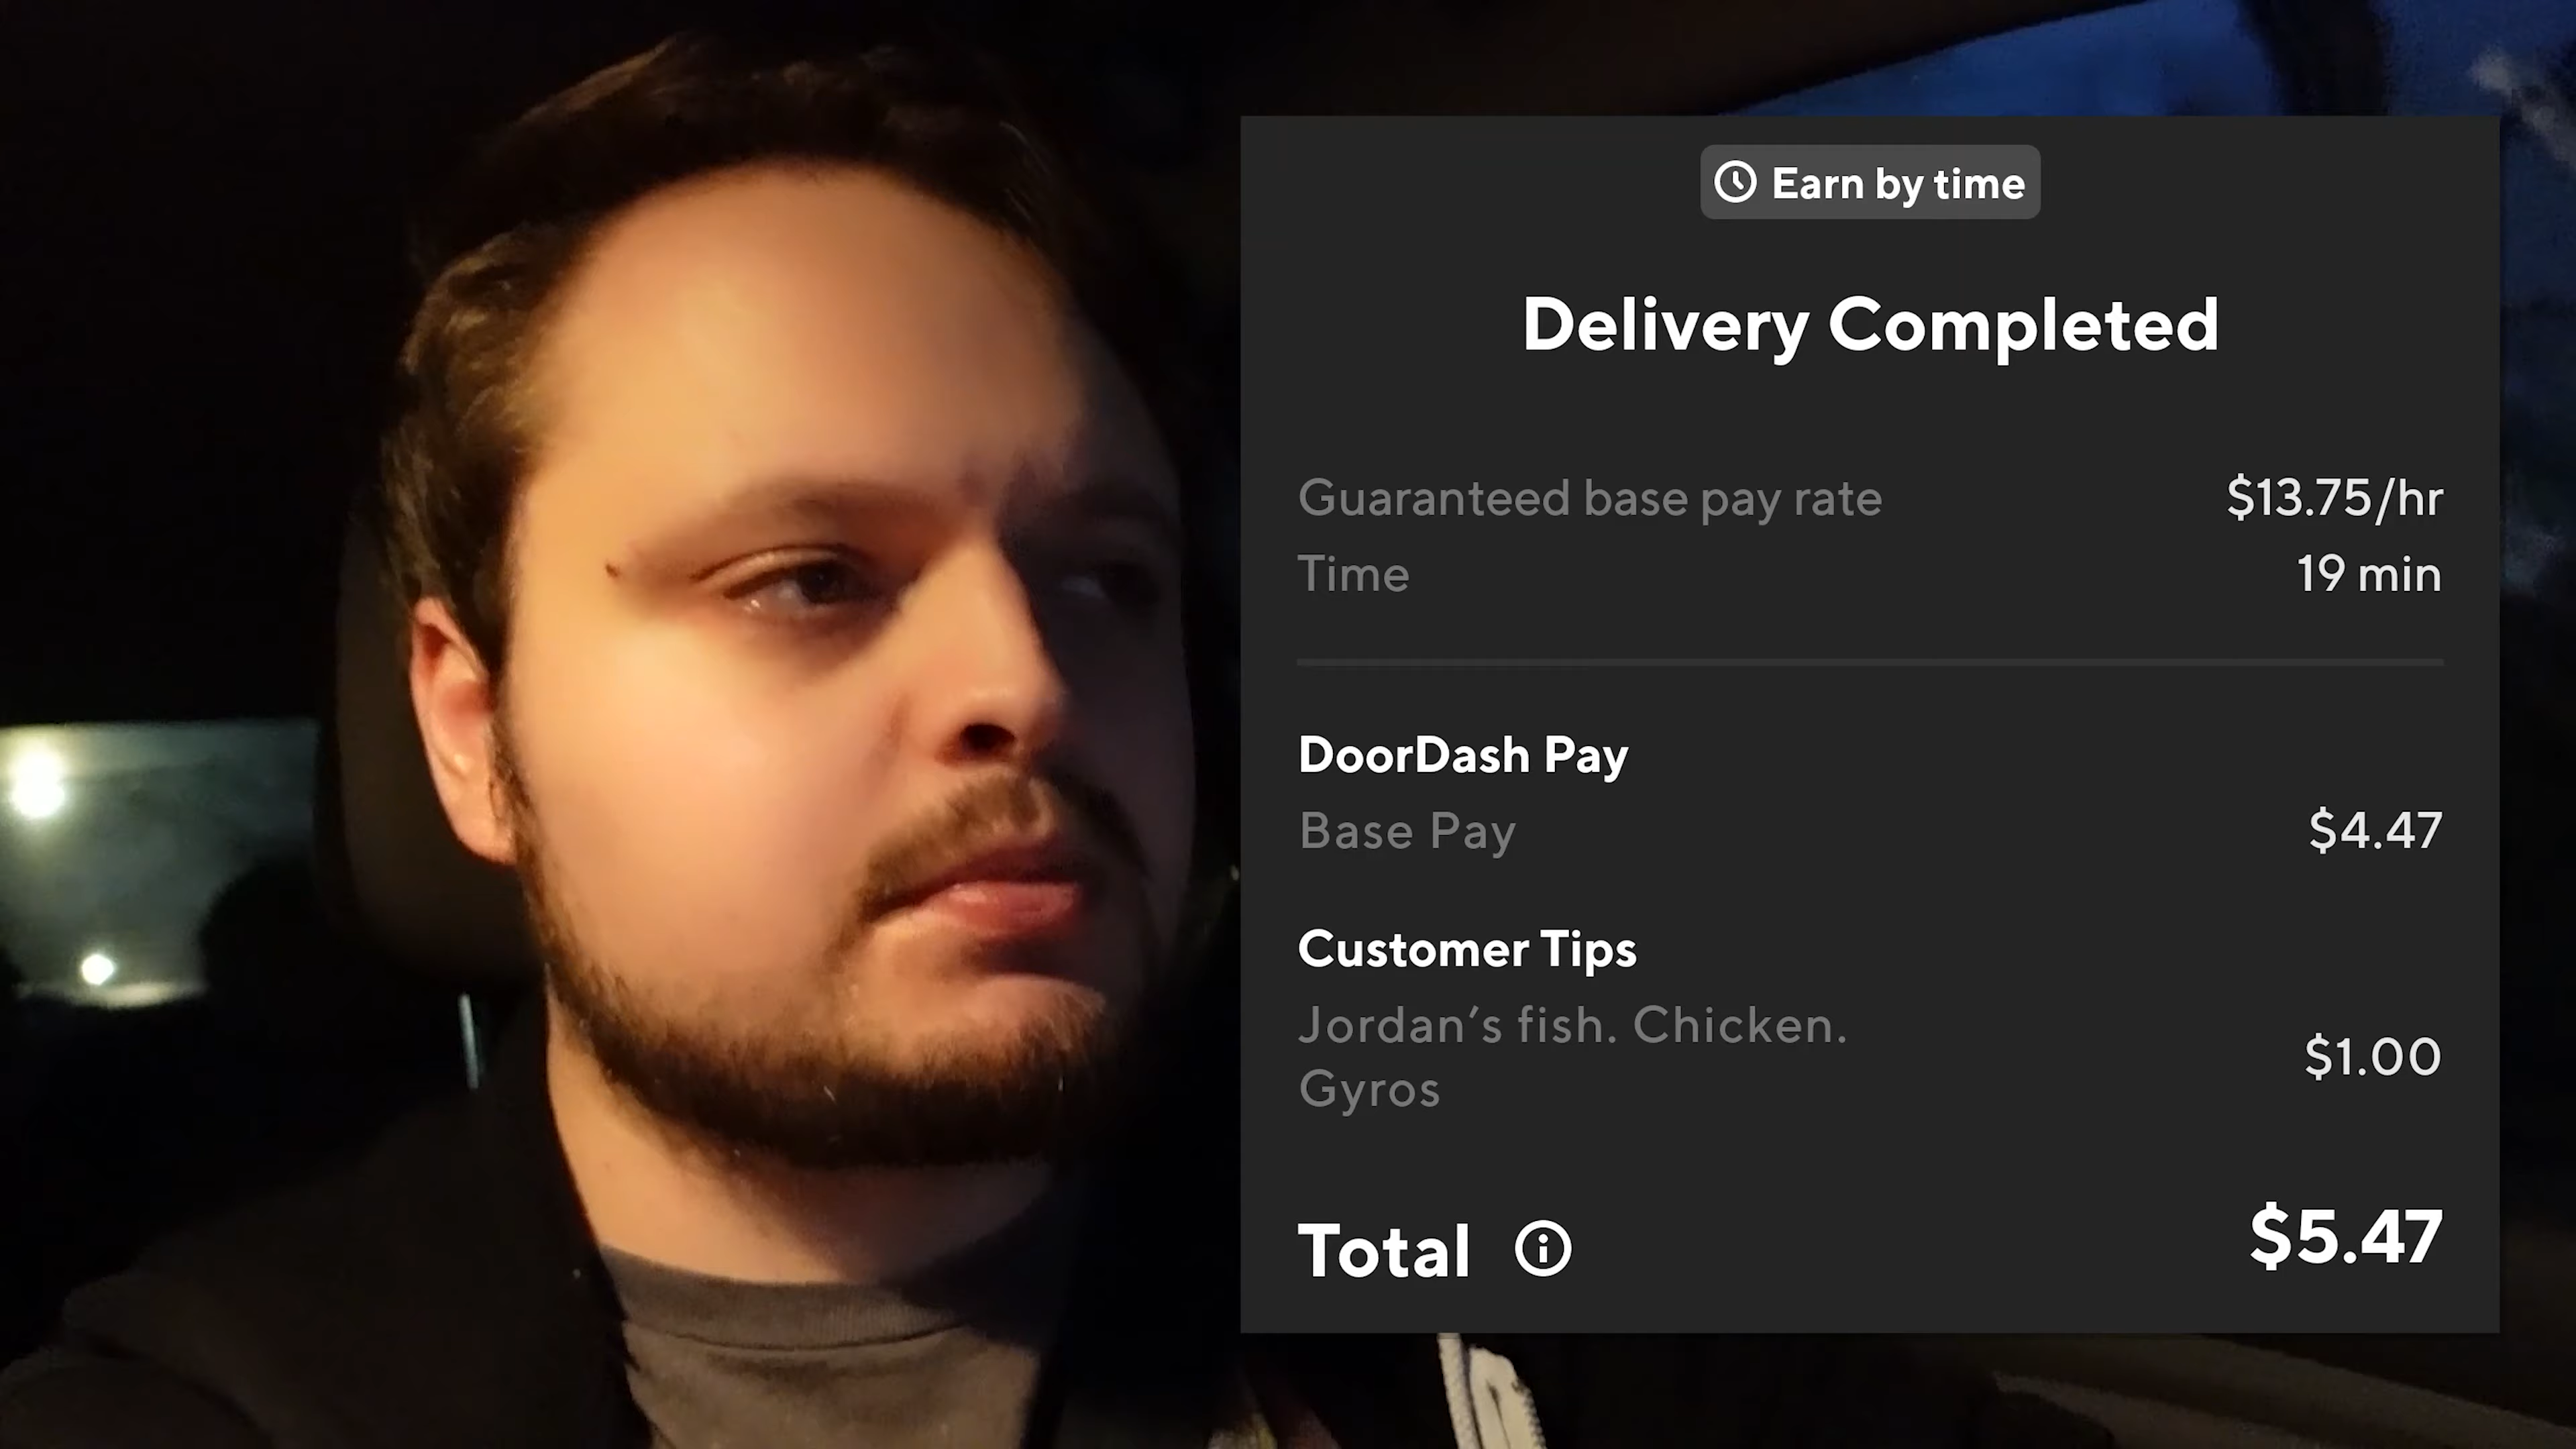 Earn by time
Delivery Completed
Guaranteed base pay rate $13.75/hr
Time 19 min
DoorDash Pay
Base Pay $4.47
Customer Tips
Jordan's fish. Chicken.
Gyros $1.00
Total $5.47